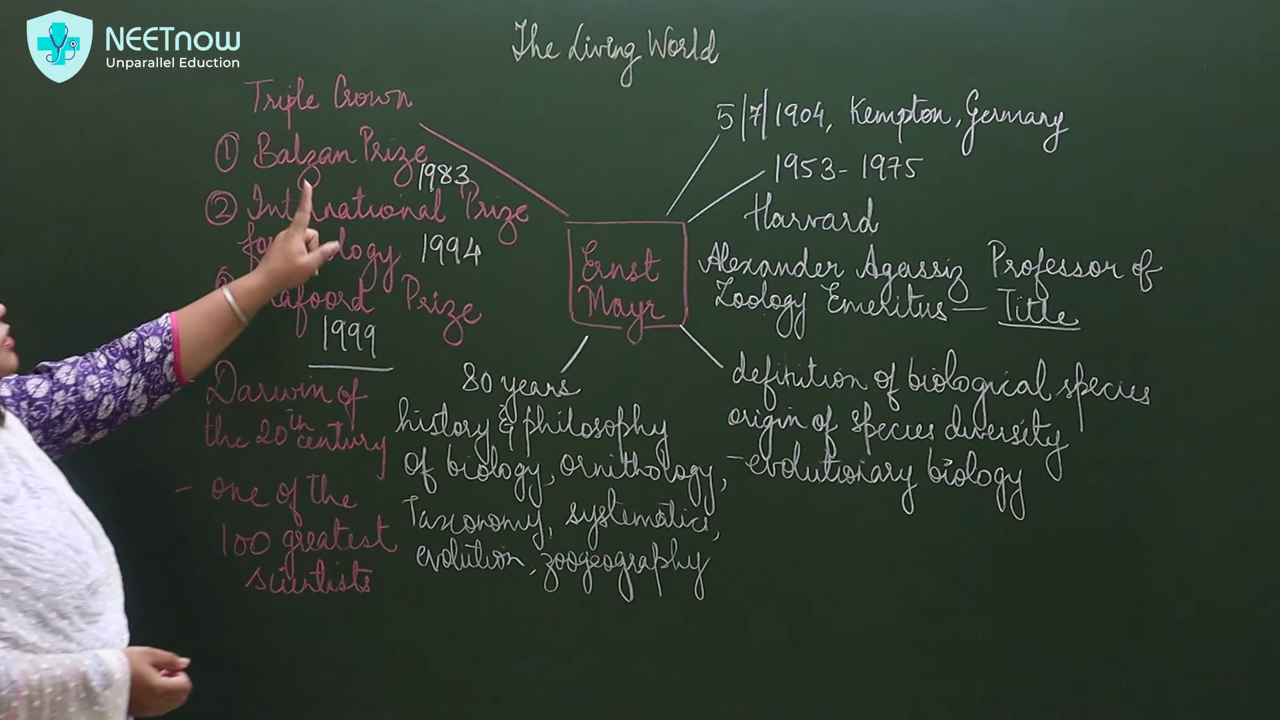 NEETnow
Unparallel Eduction
The Living World
Triple Crown
① Balzan Prize
1983
② International Prize
for Biology 1994
Crafoord Prize
1999
Darwin of
the 20th century
- one of the
100 greatest
scientists
Ernst
Mayr
5/7/1904, Kempton, Germany
1953 - 1975
Harvard
Alexander Agassiz Professor of
Zoology Emeritus — Title
80 years
history & philosophy
of biology, ornithology,
Taxonomy, systematics,
evolution, zoogeography
definition of biological species
origin of species diversity
- evolutionary biology